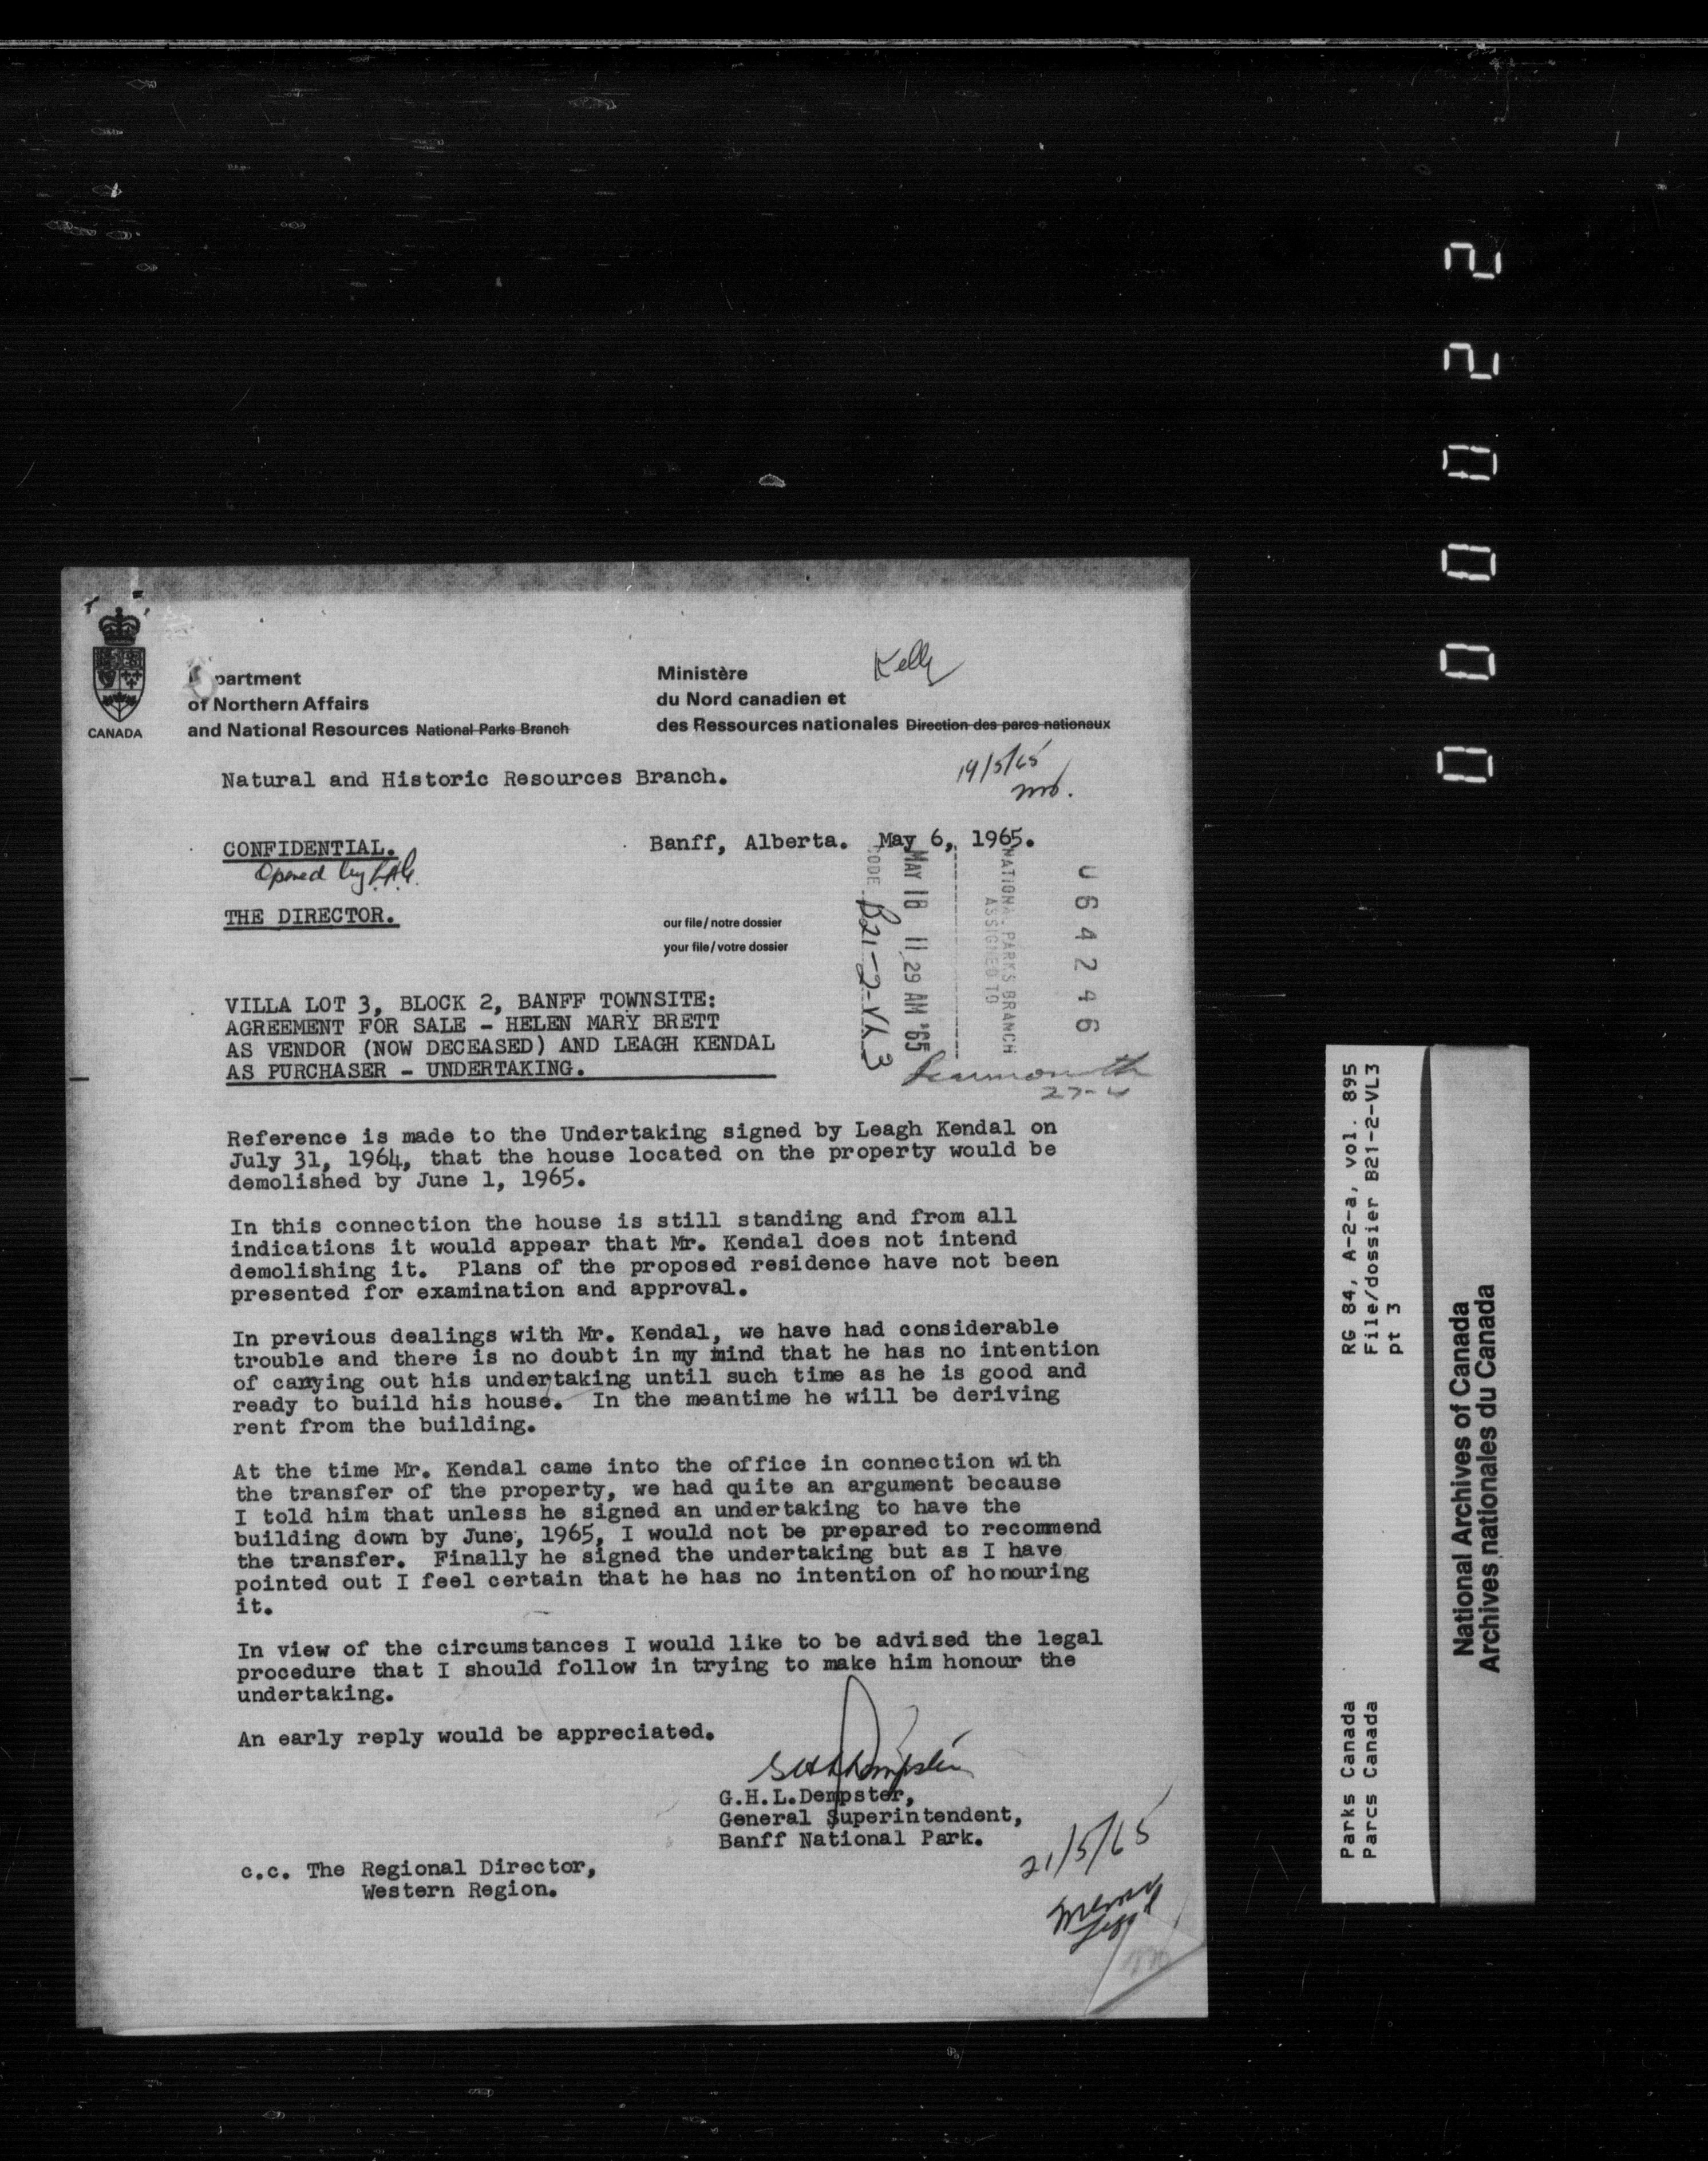 Department
of Northern Affairs
and National Resources National Parks Branch
Ministère
du Nord canadien et
des Ressources nationales Direction des parcs nationaux
CANADA
Kelly
Natural and Historic Resources Branch.
19/5/65
CONFIDENTIAL.
Opened by
Banff, Alberta. May 6, 1965.
THE DIRECTOR.
our file / notre dossier
your file / votre dossier
064246
NATIONAL PARKS BRANCH
ASSIGNED TO
MAY 18 11 29 AM '65
CODE B21-2-VL3
27-4
VILLA LOT 3, BLOCK 2, BANFF TOWNSITE:
AGREEMENT FOR SALE - HELEN MARY BRETT
AS VENDOR (NOW DECEASED) AND LEAGH KENDAL
AS PURCHASER - UNDERTAKING.
Reference is made to the Undertaking signed by Leagh Kendal on
July 31, 1964, that the house located on the property would be
demolished by June 1, 1965.
In this connection the house is still standing and from all
indications it would appear that Mr. Kendal does not intend
demolishing it. Plans of the proposed residence have not been
presented for examination and approval.
In previous dealings with Mr. Kendal, we have had considerable
trouble and there is no doubt in my mind that he has no intention
of carrying out his undertaking until such time as he is good and
ready to build his house. In the meantime he will be deriving
rent from the building.
At the time Mr. Kendal came into the office in connection with
the transfer of the property, we had quite an argument because
I told him that unless he signed an undertaking to have the
building down by June, 1965, I would not be prepared to recommend
the transfer. Finally he signed the undertaking but as I have
pointed out I feel certain that he has no intention of honouring
it.
In view of the circumstances I would like to be advised the legal
procedure that I should follow in trying to make him honour the
undertaking.
An early reply would be appreciated.
GHL Dempster
G.H.L.Dempster,
General Superintendent,
Banff National Park.
21/5/65
c.c. The Regional Director,
Western Region.
000022
RG 84, A-2-a, vol. 895
File/dossier B21-2-VL3
pt 3
Parks Canada
Parcs Canada
National Archives of Canada
Archives nationales du Canada